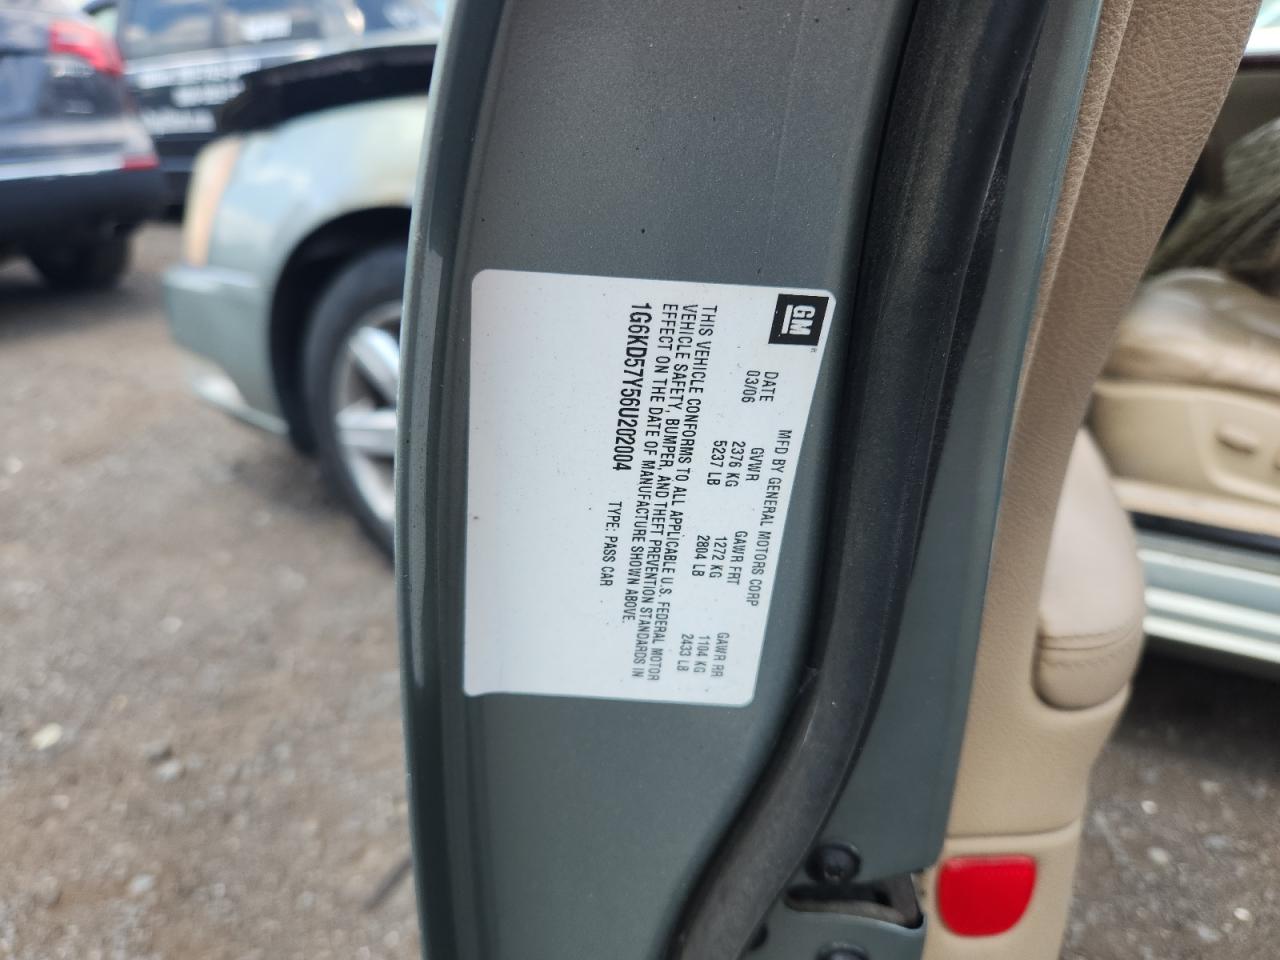 GM
MFD BY GENERAL MOTORS CORP
DATE GVWR GAWR FRT GAWR RR
03/06 2376 KG 1272 KG 1104 KG
5237 LB 2804 LB 2433 LB
THIS VEHICLE CONFORMS TO ALL APPLICABLE U.S. FEDERAL MOTOR
VEHICLE SAFETY, BUMPER, AND THEFT PREVENTION STANDARDS IN
EFFECT ON THE DATE OF MANUFACTURE SHOWN ABOVE.
1G6KD57Y56U202004 TYPE: PASS CAR